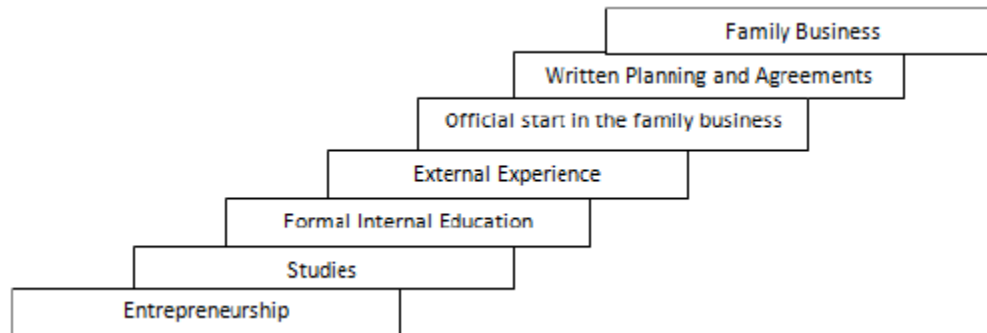 Family Business
Written Planning and Agreements
Official start in the family business
External Experience
Formal Internal Education
Studies
Entrepreneurship